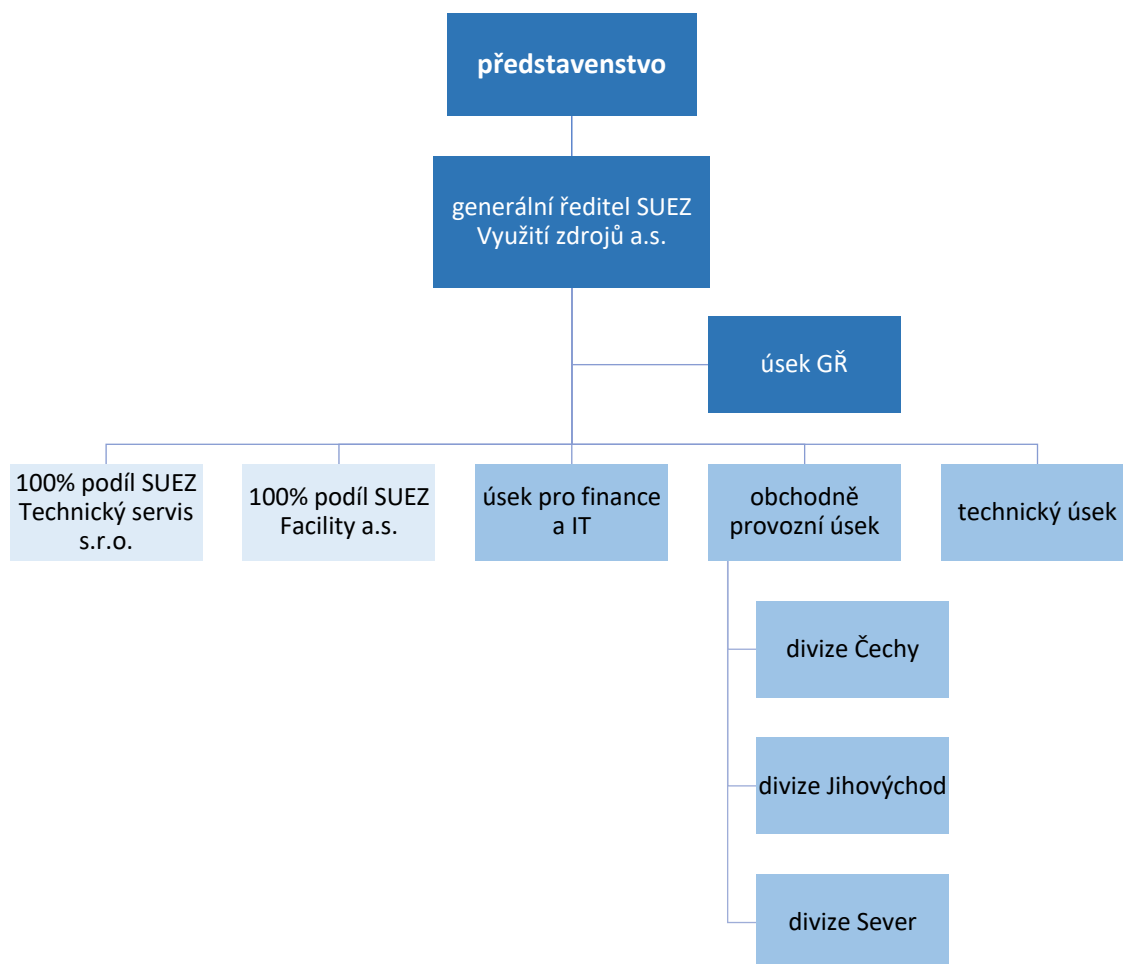 představenstvo
generální ředitel SUEZ
Využití zdrojů a.s.
úsek GŘ
100% podíl SUEZ
Technický servis
s.r.o.
100% podíl SUEZ
Facility a.s.
úsek pro finance
a IT
obchodně
provozní úsek
technický úsek
divize Čechy
divize Jihovýchod
divize Sever